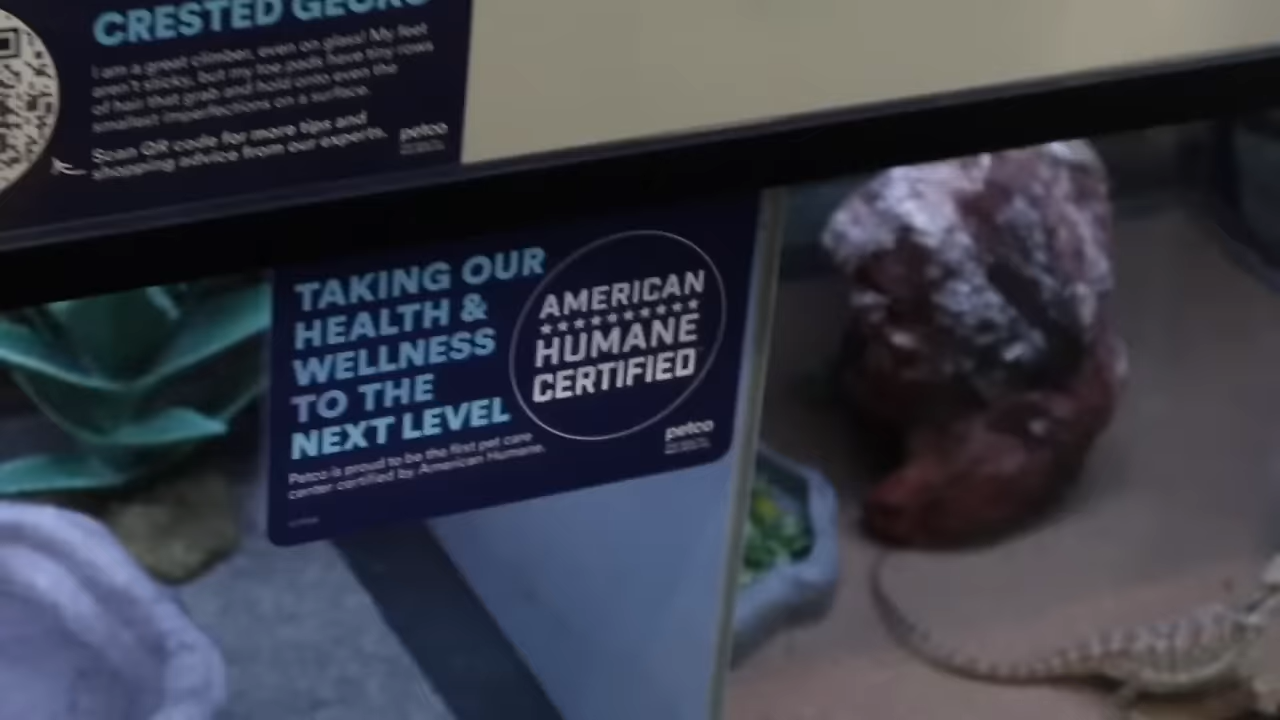 CRESTED GECKO
I am a great climber, even on glass! My feet
aren't sticky, but my toe pads have tiny rows
of hair that grab and hold onto even the
smallest imperfections on a surface.
Scan QR code for more tips and
shopping advice from our experts.
petco
TAKING OUR
HEALTH &
WELLNESS
TO THE
NEXT LEVEL
AMERICAN
HUMANE
CERTIFIED
Petco is proud to be the first pet care
center certified by American Humane.
petco